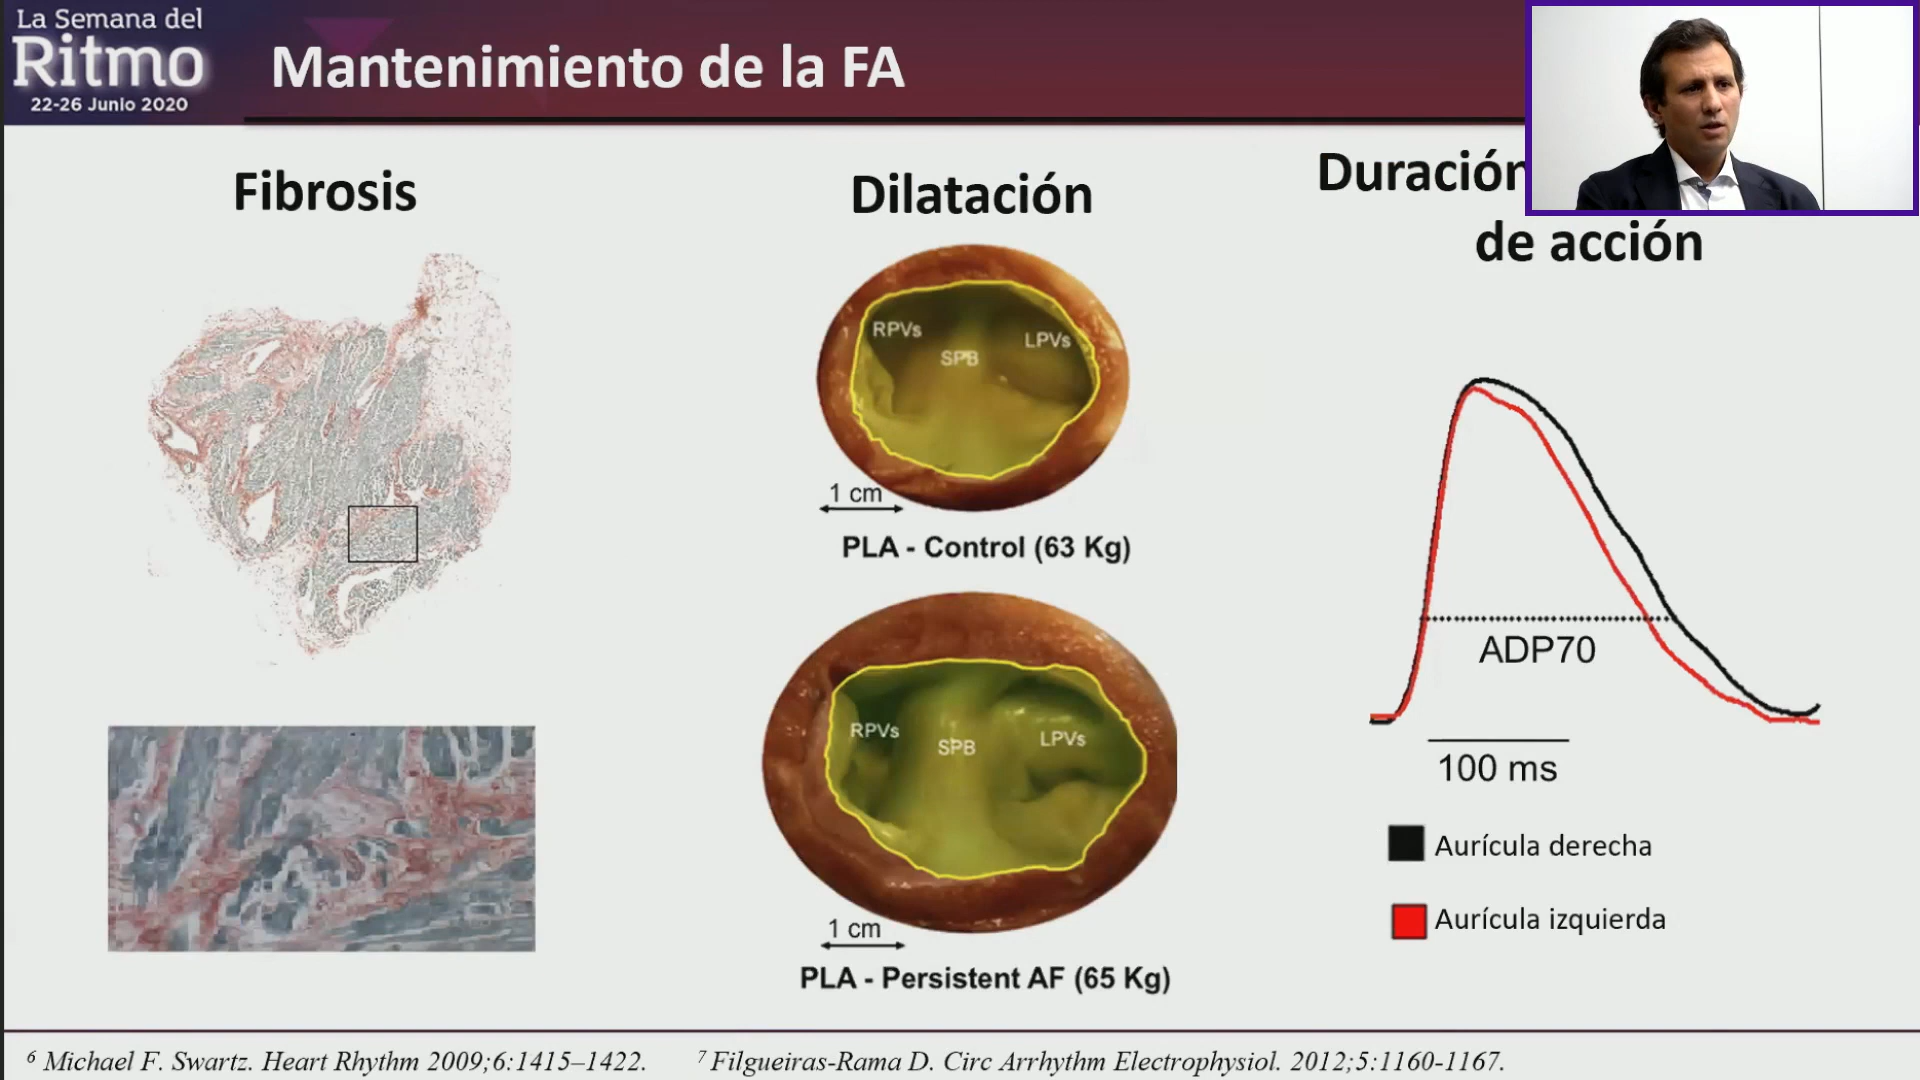 La Semana del
Ritmo
22-26 Junio 2020
Mantenimiento de la FA
Fibrosis
Dilatación
RPVs
SPB
LPVs
1 cm
PLA - Control (63 Kg)
RPVs
SPB
LPVs
1 cm
PLA - Persistent AF (65 Kg)
Duración
de acción
ADP70
100 ms
Aurícula derecha
Aurícula izquierda
⁶ Michael F. Swartz. Heart Rhythm 2009;6:1415–1422.
⁷ Filgueiras-Rama D. Circ Arrhythm Electrophysiol. 2012;5:1160-1167.